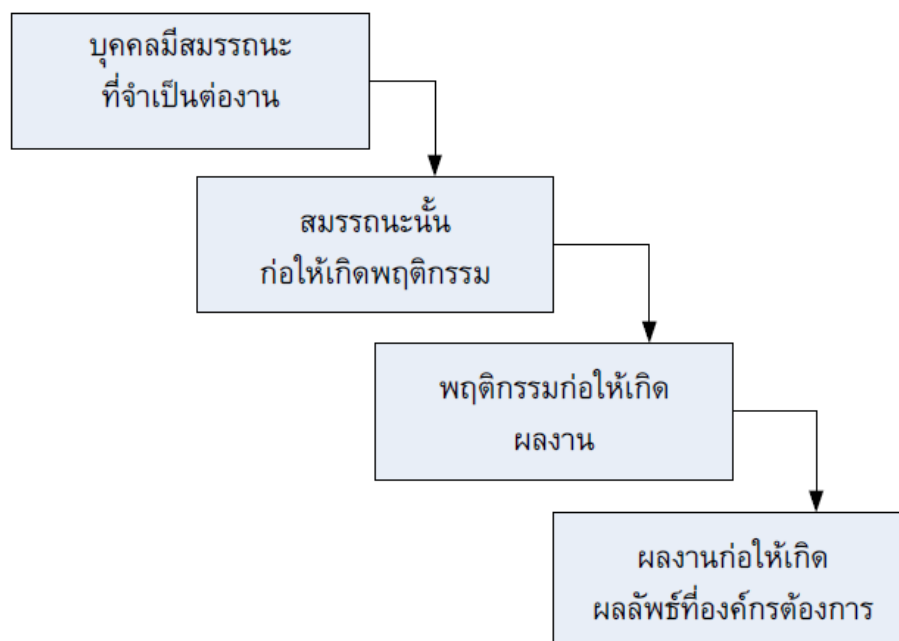 บุคคลมีสมรรถนะ
ที่จำเป็นต่องาน
สมรรถนะนั้น
ก่อให้เกิดพฤติกรรม
พฤติกรรมก่อให้เกิด
ผลงาน
ผลงานก่อให้เกิด
ผลลัพธ์ที่องค์กรต้องการ